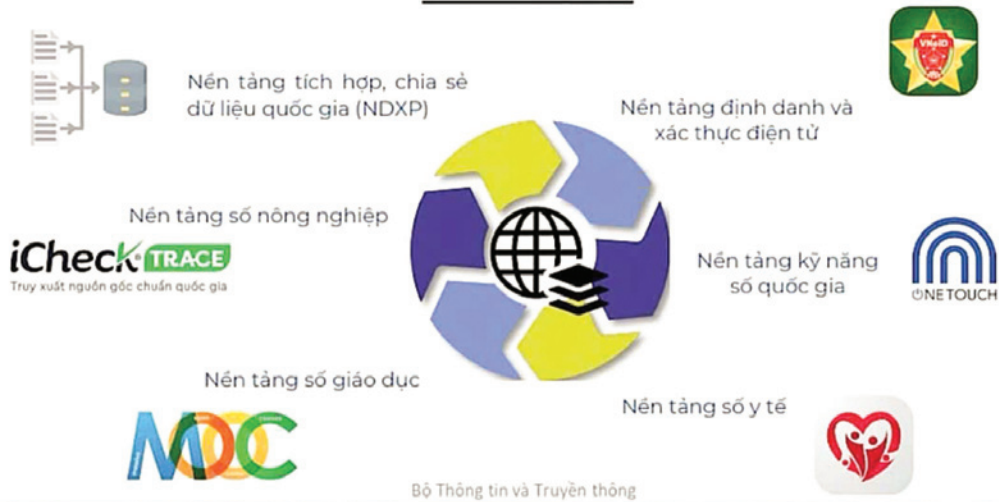 Nền tảng tích hợp, chia sẻ
dữ liệu quốc gia (NDXP)
VNeID
Nền tảng định danh và
xác thực điện tử
Nền tảng số nông nghiệp
iCheck TRACE
Truy xuất nguồn gốc chuẩn quốc gia
Nền tảng kỹ năng
số quốc gia
ONE TOUCH
Nền tảng số giáo dục
MOOC
Nền tảng số y tế
Bộ Thông tin và Truyền thông